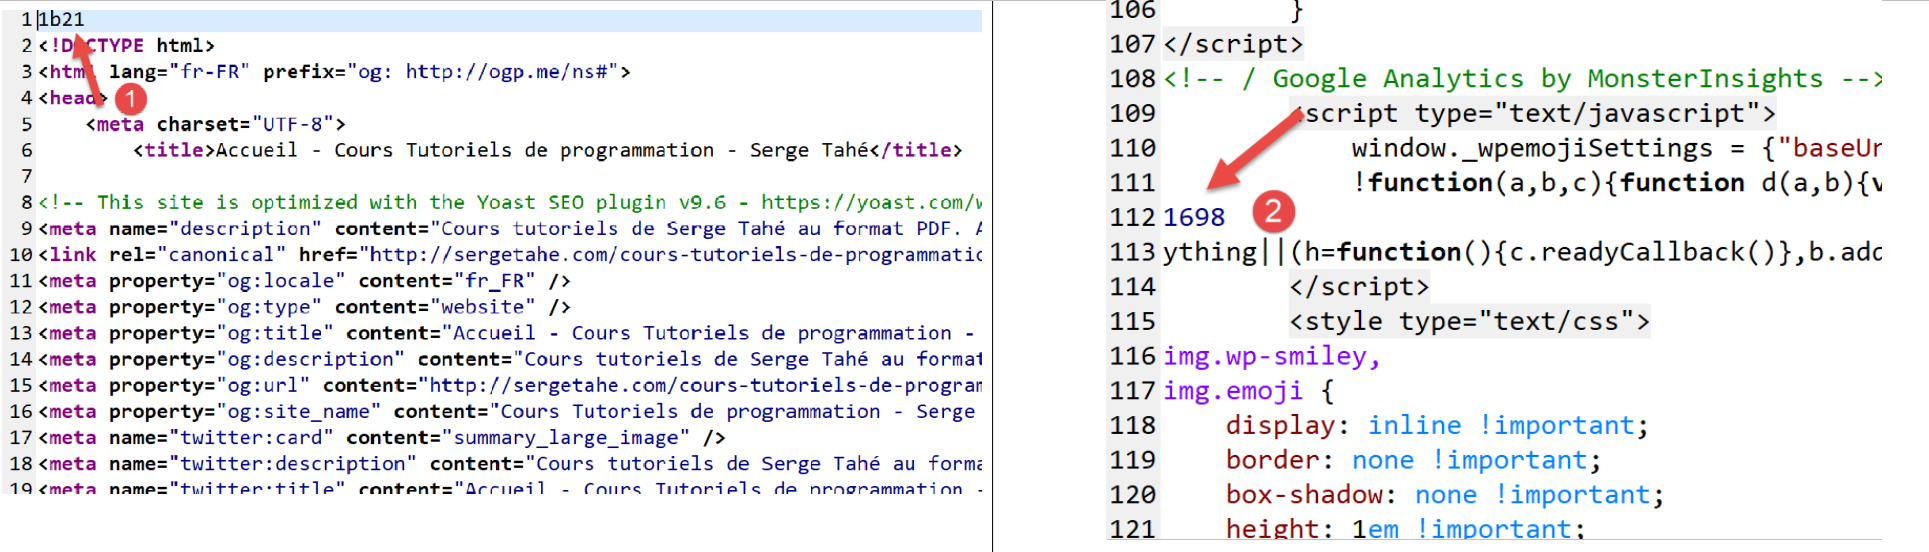 1 1b21
2 <!DOCTYPE html>
3 <html lang="fr-FR" prefix="og: http://ogp.me/ns#">
4 <head>
1
5 <meta charset="UTF-8">
6 <title>Accueil - Cours Tutoriels de programmation - Serge Tahé</title>
7
8 <!-- This site is optimized with the Yoast SEO plugin v9.6 - https://yoast.com/w
9 <meta name="description" content="Cours tutoriels de Serge Tahé au format PDF. A
10 <link rel="canonical" href="http://sergetahe.com/cours-tutoriels-de-programmatic
11 <meta property="og:locale" content="fr_FR" />
12 <meta property="og:type" content="website" />
13 <meta property="og:title" content="Accueil - Cours Tutoriels de programmation -
14 <meta property="og:description" content="Cours tutoriels de Serge Tahé au format
15 <meta property="og:url" content="http://sergetahe.com/cours-tutoriels-de-program
16 <meta property="og:site_name" content="Cours Tutoriels de programmation - Serge
17 <meta name="twitter:card" content="summary_large_image" />
18 <meta name="twitter:description" content="Cours tutoriels de Serge Tahé au forma
19 <meta name="twitter:title" content="Accueil - Cours Tutoriels de programmation -
106 }
107 </script>
108 <!-- / Google Analytics by MonsterInsights -->
109 <script type="text/javascript">
110 window._wpemojiSettings = {"baseUr
111 !function(a,b,c){function d(a,b){v
112 1698
2
113 ything||(h=function(){c.readyCallback()},b.add
114 </script>
115 <style type="text/css">
116 img.wp-smiley,
117 img.emoji {
118 display: inline !important;
119 border: none !important;
120 box-shadow: none !important;
121 height: 1em !important;